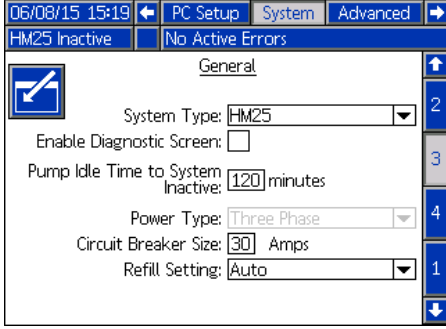 06/08/15 15:19 PC Setup System Advanced
HM25 Inactive No Active Errors
General
System Type: HM25
Enable Diagnostic Screen:
Pump Idle Time to System
Inactive: 120 minutes
Power Type: Three Phase
Circuit Breaker Size: 30 Amps
Refill Setting: Auto
2
3
4
1